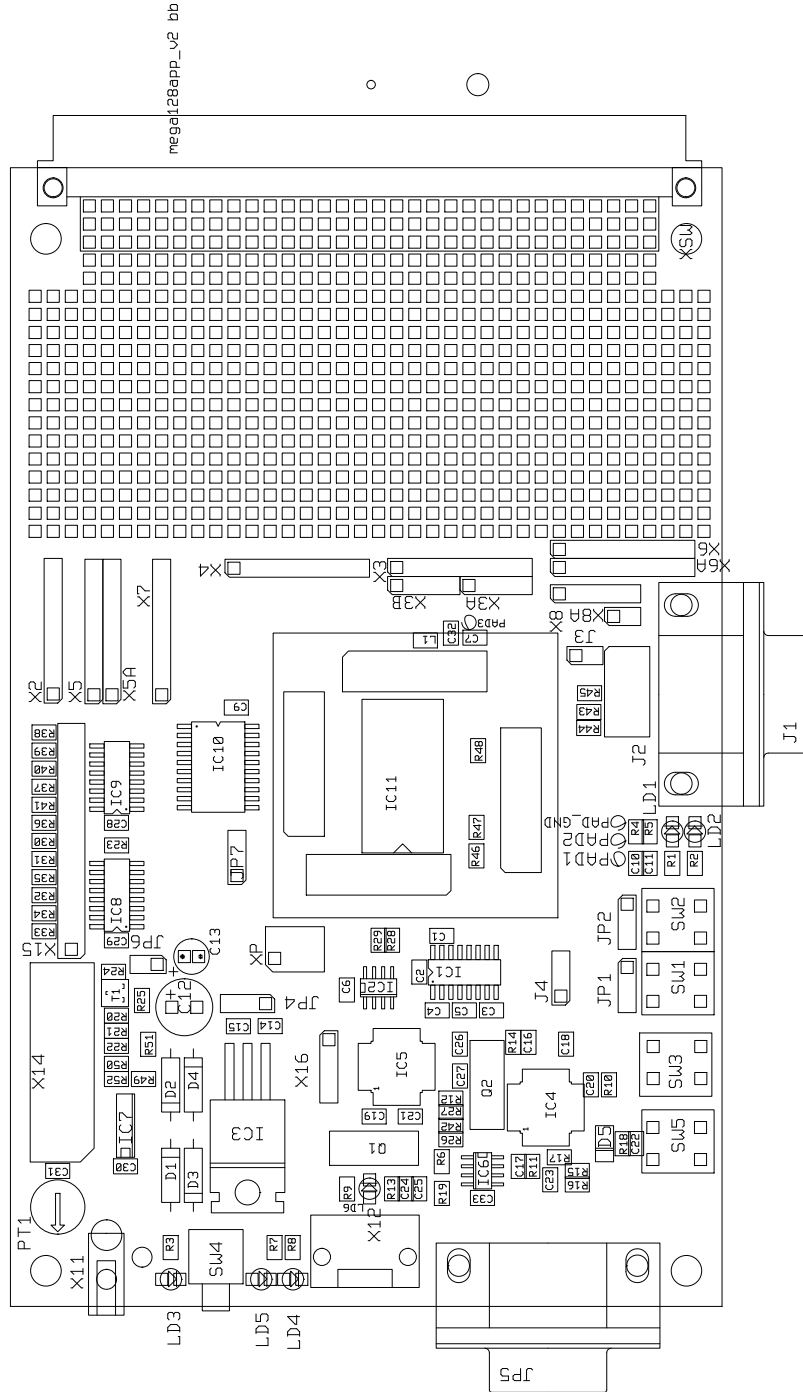 mega128app_v2 bb
XSW
X2
X5
X5A
X7
X4
X3
X3B
X3A
X6
X6A
X8
X8A
PAD3
C32
C7
L1
J3
R38
R39
R40
R37
R41
R36
R30
R31
R35
R32
R34
R33
X15
IC9
C28
R23
IC8
C29
JP6
IC10
C9
IC11
R48
R47
R46
R45
R43
R44
J2
J1
LD1
LD2
PAD_GND
PAD2
PAD1
R4
R5
C10
C11
R1
R2
XP
C13
R24
T1
R25
C12
+
+
R20
R21
R22
R50
R52
R49
R51
X14
JP4
C15
C14
C6
R29
R28
IC2
C1
C2
IC1
C4
C5
C3
J4
JP2
JP1
SW2
SW1
SW3
SW5
X16
IC5
1
C26
C27
R12
R27
R42
R26
Q2
R14
C16
C18
IC4
1
C20
R10
D5
R18
C22
C19
C21
Q1
R6
R19
IC6
C33
C17
R11
R17
C23
R15
R16
D2
D4
D1
D3
IC3
IC7
C30
C31
PT1
X11
R3
SW4
R7
R8
R9
LD6
R13
C24
C25
X12
LD3
LD5
LD4
JP5